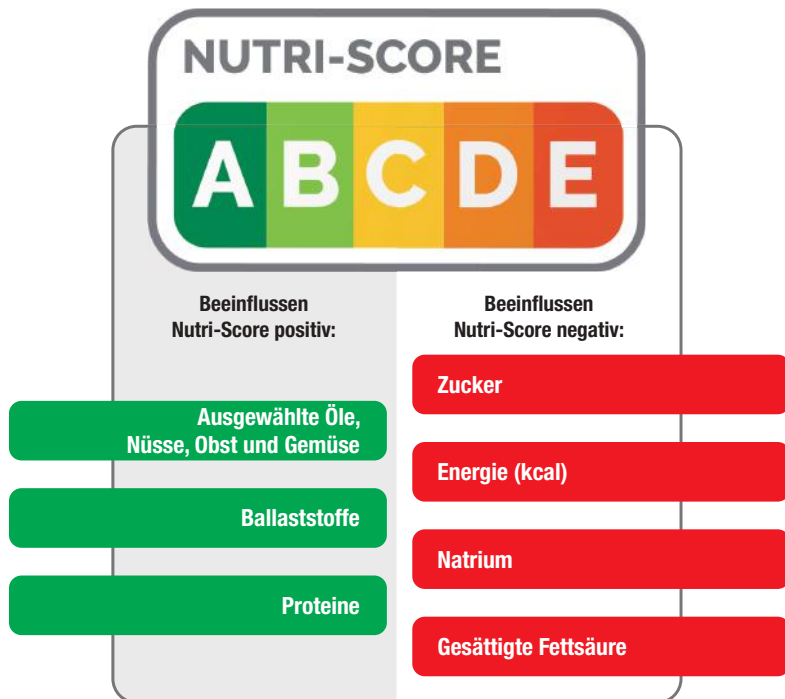 NUTRI-SCORE
A B C D E
Beeinflussen
Nutri-Score positiv:
Ausgewählte Öle,
Nüsse, Obst und Gemüse
Ballaststoffe
Proteine
Beeinflussen
Nutri-Score negativ:
Zucker
Energie (kcal)
Natrium
Gesättigte Fettsäure